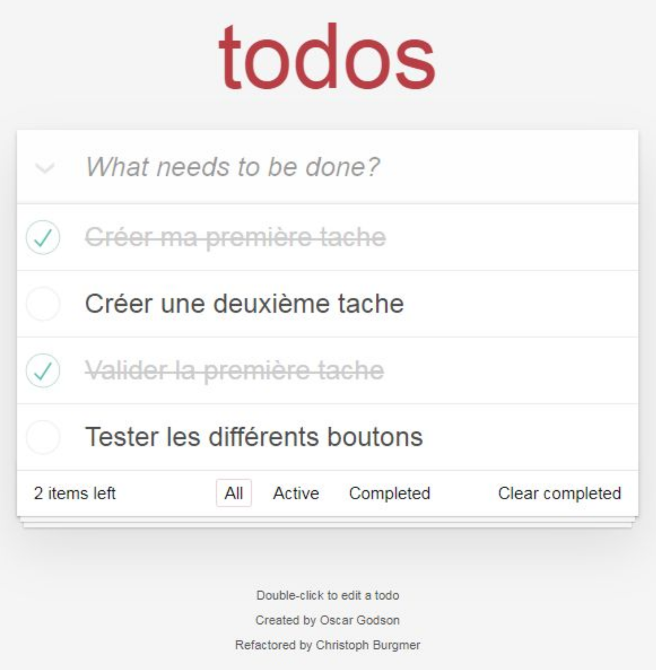 todos
What needs to be done?
Créer ma première tache
Créer une deuxième tache
Valider la première tache
Tester les différents boutons
2 items left All Active Completed Clear completed
Double-click to edit a todo
Created by Oscar Godson
Refactored by Christoph Burgmer